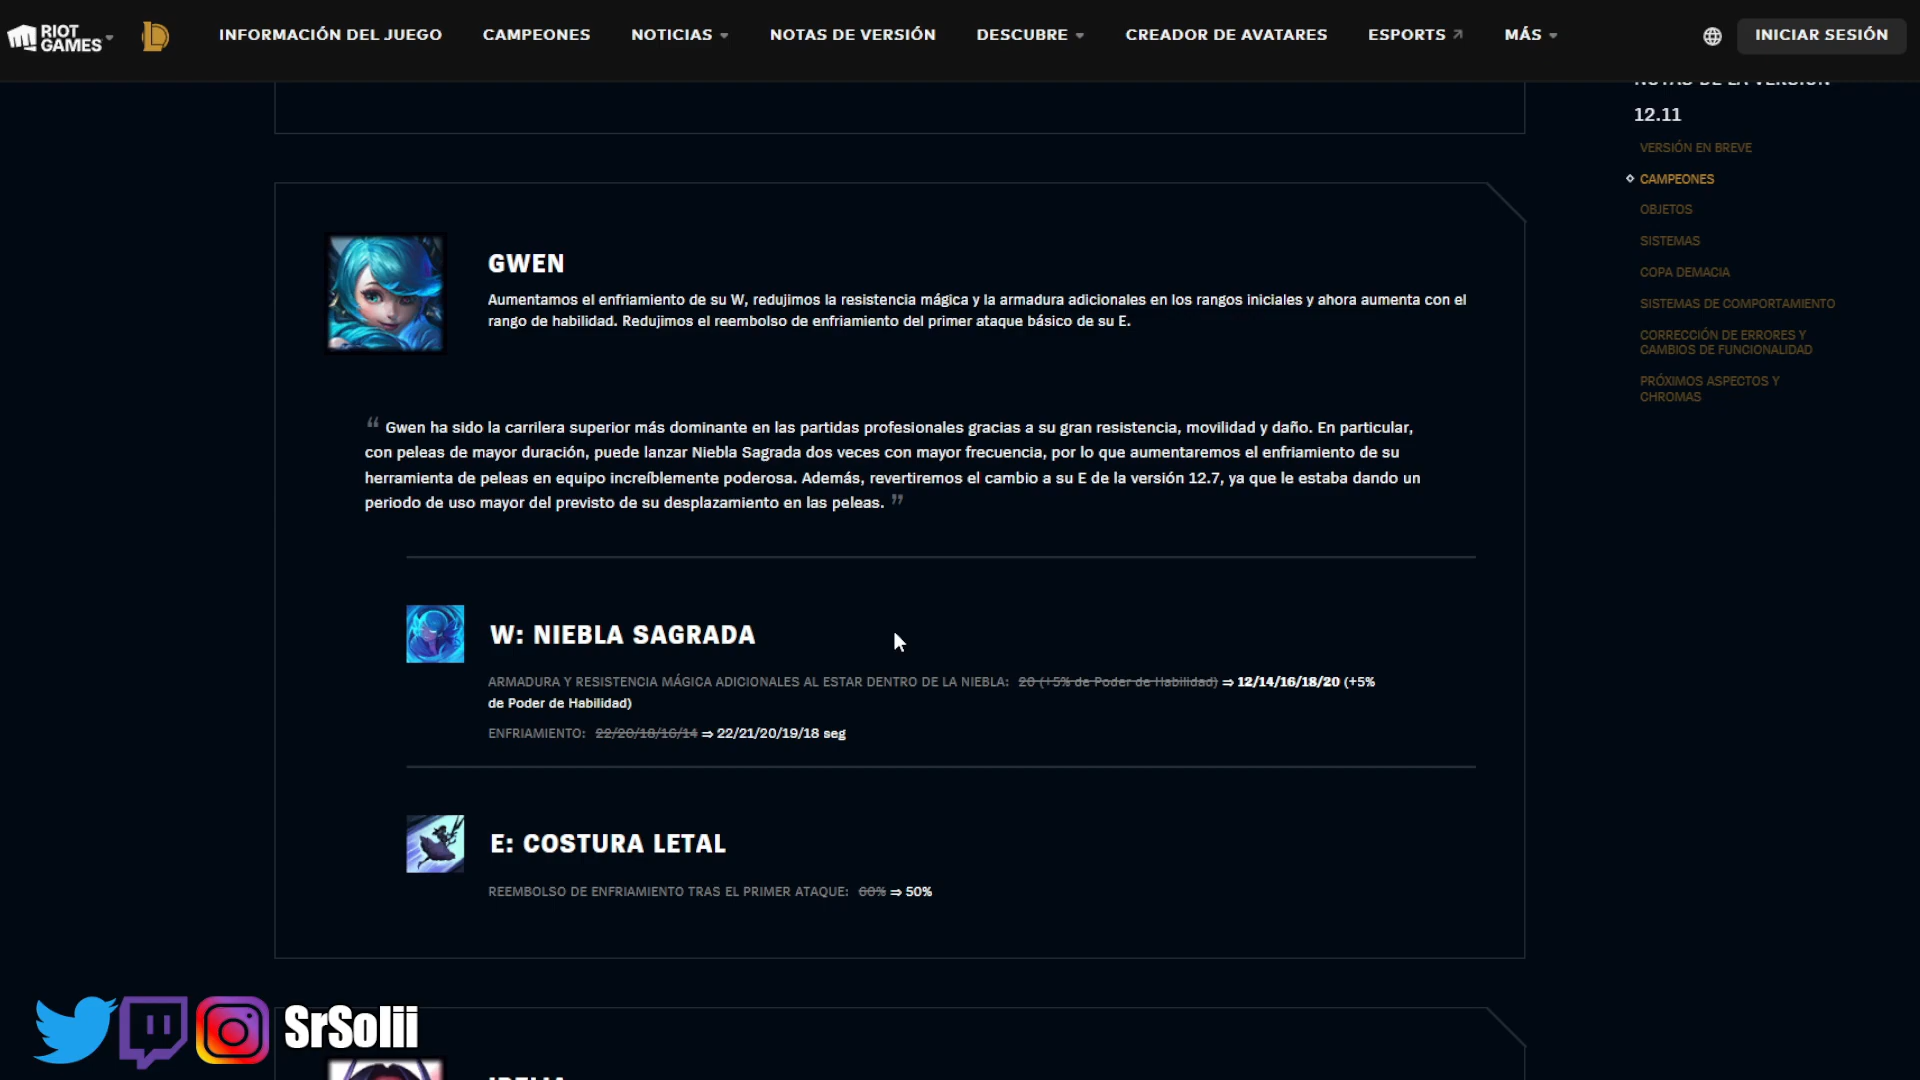 RIOT GAMES
INFORMACIÓN DEL JUEGO
CAMPEONES
NOTICIAS
NOTAS DE VERSIÓN
DESCUBRE
CREADOR DE AVATARES
ESPORTS
MÁS
INICIAR SESIÓN
NOTAS DE LA VERSIÓN
12.11
VERSIÓN EN BREVE
CAMPEONES
OBJETOS
SISTEMAS
COPA DEMACIA
SISTEMAS DE COMPORTAMIENTO
CORRECCIÓN DE ERRORES Y
CAMBIOS DE FUNCIONALIDAD
PRÓXIMOS ASPECTOS Y
CHROMAS
GWEN
Aumentamos el enfriamiento de su W, redujimos la resistencia mágica y la armadura adicionales en los rangos iniciales y ahora aumenta con el
rango de habilidad. Redujimos el reembolso de enfriamiento del primer ataque básico de su E.
“ Gwen ha sido la carrilera superior más dominante en las partidas profesionales gracias a su gran resistencia, movilidad y daño. En particular,
con peleas de mayor duración, puede lanzar Niebla Sagrada dos veces con mayor frecuencia, por lo que aumentaremos el enfriamiento de su
herramienta de peleas en equipo increíblemente poderosa. Además, revertiremos el cambio a su E de la versión 12.7, ya que le estaba dando un
periodo de uso mayor del previsto de su desplazamiento en las peleas. ”
W: NIEBLA SAGRADA
ARMADURA Y RESISTENCIA MÁGICA ADICIONALES AL ESTAR DENTRO DE LA NIEBLA: 20 (+5% de Poder de Habilidad) ⇒ 12/14/16/18/20 (+5%
de Poder de Habilidad)
ENFRIAMIENTO: 22/20/18/16/14 ⇒ 22/21/20/19/18 seg
E: COSTURA LETAL
REEMBOLSO DE ENFRIAMIENTO TRAS EL PRIMER ATAQUE: 60% ⇒ 50%
SrSolii